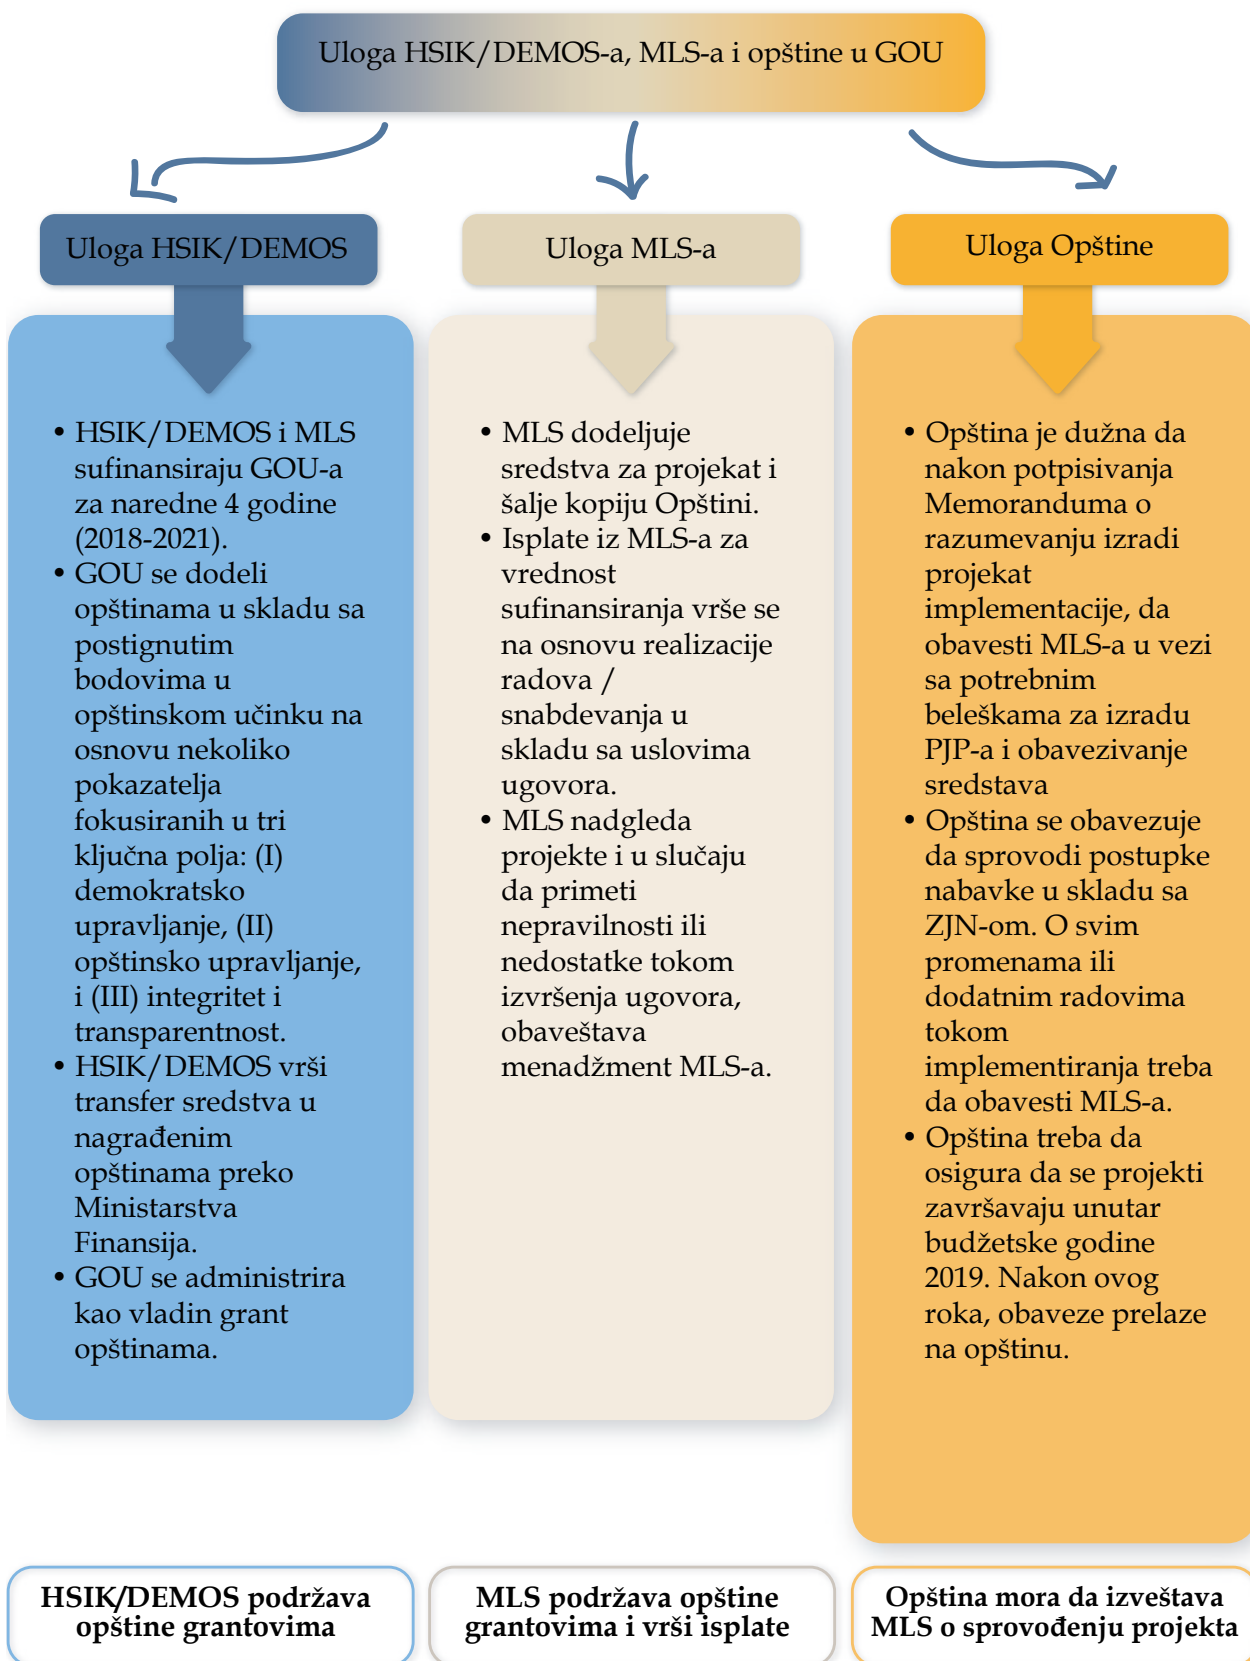 Uloga HSIK/DEMOS-a, MLS-a i opštine u GOU
Uloga HSIK/DEMOS
• HSIK/DEMOS i MLS
sufinansiraju GOU-a
za naredne 4 godine
(2018-2021).
• GOU se dodeli
opštinama u skladu sa
postignutim
bodovima u
opštinskom učinku na
osnovu nekoliko
pokazatelja
fokusiranih u tri
ključna polja: (I)
demokratsko
upravljanje, (II)
opštinsko upravljanje,
i (III) integritet i
transparentnost.
• HSIK/DEMOS vrši
transfer sredstva u
nagrađenim
opštinama preko
Ministarstva
Finansija.
• GOU se administrira
kao vladin grant
opštinama.
HSIK/DEMOS podržava
opštine grantovima
Uloga MLS-a
• MLS dodeljuje
sredstva za projekat i
šalje kopiju Opštini.
• Isplate iz MLS-a za
vrednost
sufinansiranja vrše se
na osnovu realizacije
radova /
snabdevanja u
skladu sa uslovima
ugovora.
• MLS nadgleda
projekte i u slučaju
da primeti
nepravilnosti ili
nedostatke tokom
izvršenja ugovora,
obaveštava
menadžment MLS-a.
MLS podržava opštine
grantovima i vrši isplate
Uloga Opštine
• Opština je dužna da
nakon potpisivanja
Memoranduma o
razumevanju izradi
projekat
implementacije, da
obavesti MLS-a u vezi
sa potrebnim
beleškama za izradu
PJP-a i obavezivanje
sredstava
• Opština se obavezuje
da sprovodi postupke
nabavke u skladu sa
ZJN-om. O svim
promenama ili
dodatnim radovima
tokom
implementiranja treba
da obavesti MLS-a.
• Opština treba da
osigura da se projekti
završavaju unutar
budžetske godine
2019. Nakon ovog
roka, obaveze prelaze
na opštinu.
Opština mora da izveštava
MLS o sprovođenju projekta